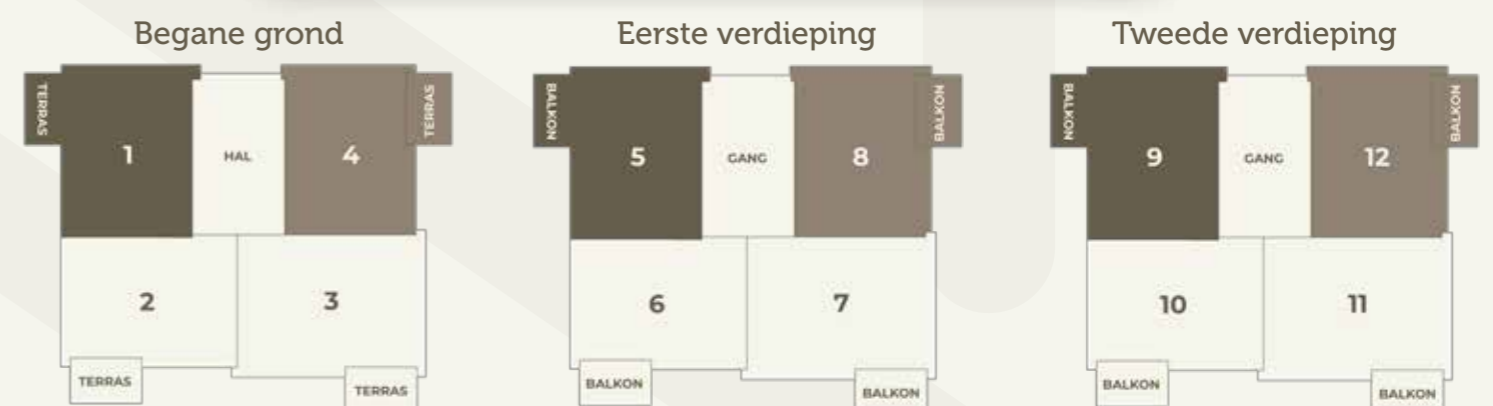 Begane grond
TERRAS
1
HAL
4
TERRAS
2
3
TERRAS
TERRAS
Eerste verdieping
BALKON
5
GANG
8
BALKON
6
7
BALKON
BALKON
Tweede verdieping
BALKON
9
GANG
12
BALKON
10
11
BALKON
BALKON